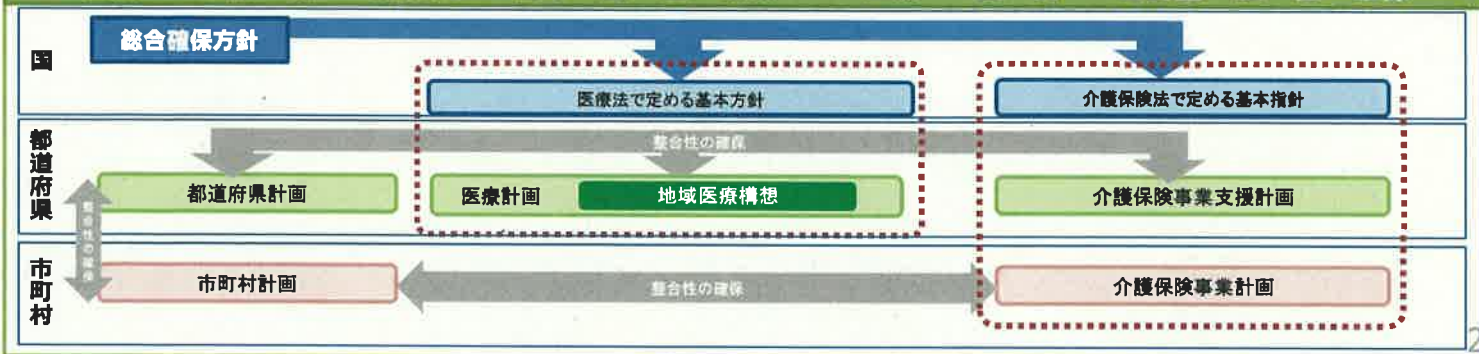 国
総合確保方針
医療法で定める基本方針
介護保険法で定める基本指針
都道府県
整合性の確保
都道府県計画
医療計画
地域医療構想
介護保険事業支援計画
整合性の確保
市町村
市町村計画
整合性の確保
介護保険事業計画
2